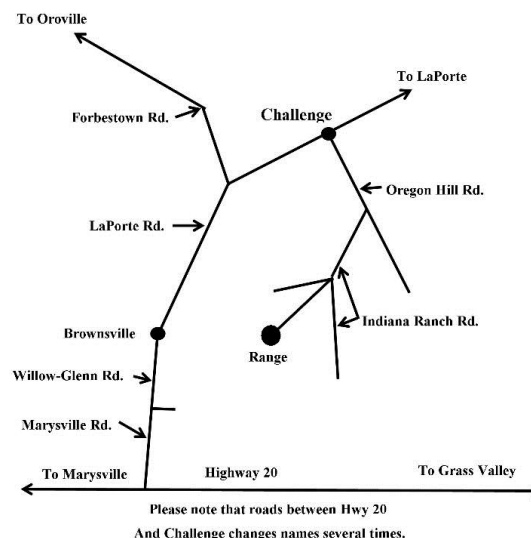 To Oroville
To LaPorte
Forbestown Rd.
Challenge
Oregon Hill Rd.
LaPorte Rd.
Brownsville
Indiana Ranch Rd.
Range
Willow-Glenn Rd.
Marysville Rd.
To Marysville
Highway 20
To Grass Valley
Please note that roads between Hwy 20
And Challenge changes names several times.